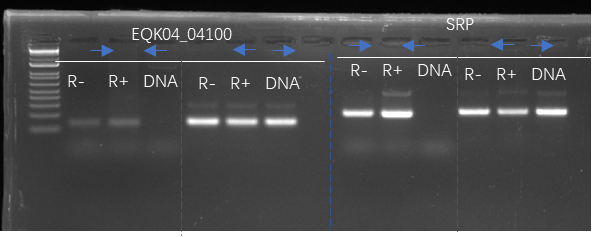 EQK04_04100
SRP
R- R+ DNA R- R+ DNA R- R+ DNA R- R+ DNA